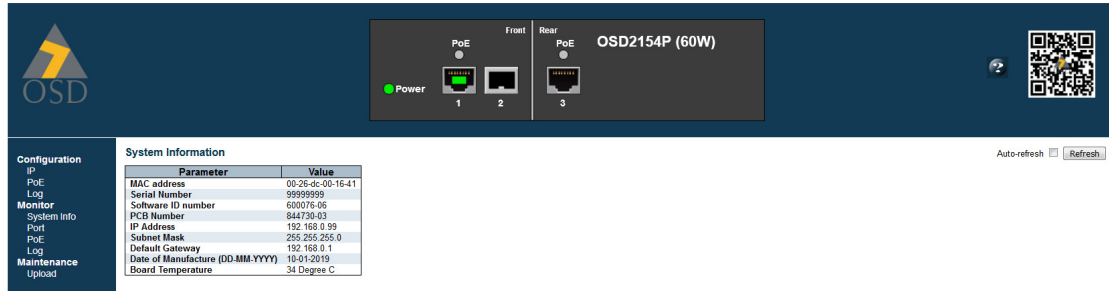 OSD
Front
Rear
PoE
PoE
OSD2154P (60W)
Power
1
2
3
?
Configuration
IP
PoE
Log
Monitor
System Info
Port
PoE
Log
Maintenance
Upload
System Information
Auto-refresh Refresh
Parameter Value
MAC address 00-26-dc-00-16-41
Serial Number 99999999
Software ID number 600076-06
PCB Number 844730-03
IP Address 192.168.0.99
Subnet Mask 255.255.255.0
Default Gateway 192.168.0.1
Date of Manufacture (DD-MM-YYYY) 10-01-2019
Board Temperature 34 Degree C